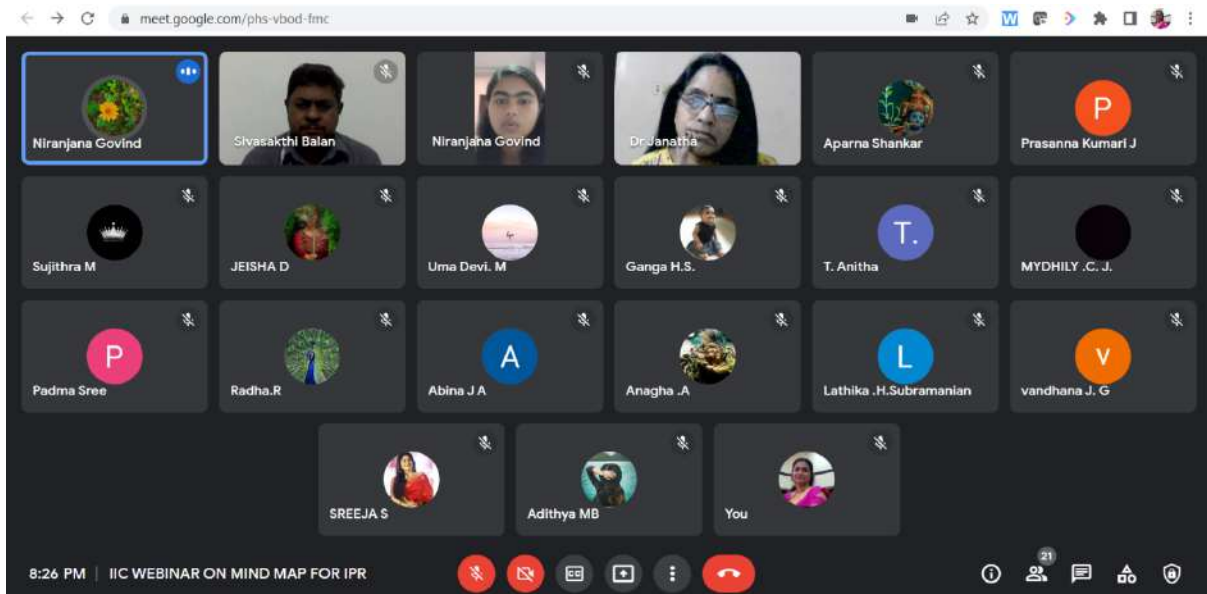 meet.google.com/phs-vbod-fmc
Niranjana Govind
Sivasakthi Balan
Niranjana Govind
Dr Janatha
Aparna Shankar
P
Prasanna Kumari J
Sujithra M
JEISHA D
Uma Devi. M
Ganga H.S.
T.
T. Anitha
MYDHILY .C. J.
P
Padma Sree
Radha.R
A
Abina J A
Anagha .A
L
Lathika .H.Subramanian
V
vandhana J. G
SREEJA S
Adithya MB
You
8:26 PM | IIC WEBINAR ON MIND MAP FOR IPR
CC
21